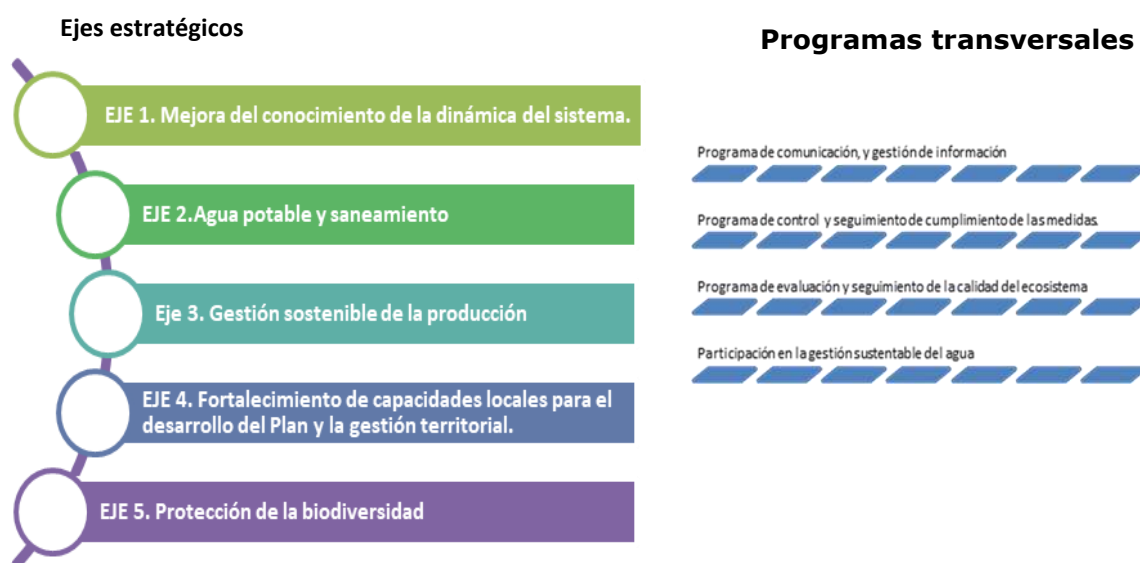 Ejes estratégicos
EJE 1. Mejora del conocimiento de la dinámica del sistema.
EJE 2.Agua potable y saneamiento
Eje 3. Gestión sostenible de la producción
EJE 4. Fortalecimiento de capacidades locales para el
desarrollo del Plan y la gestión territorial.
EJE 5. Protección de la biodiversidad
Programas transversales
Programa de comunicación, y gestión de información
Programa de control y seguimiento de cumplimiento de las medidas.
Programa de evaluación y seguimiento de la calidad del ecosistema
Participación en la gestión sustentable del agua